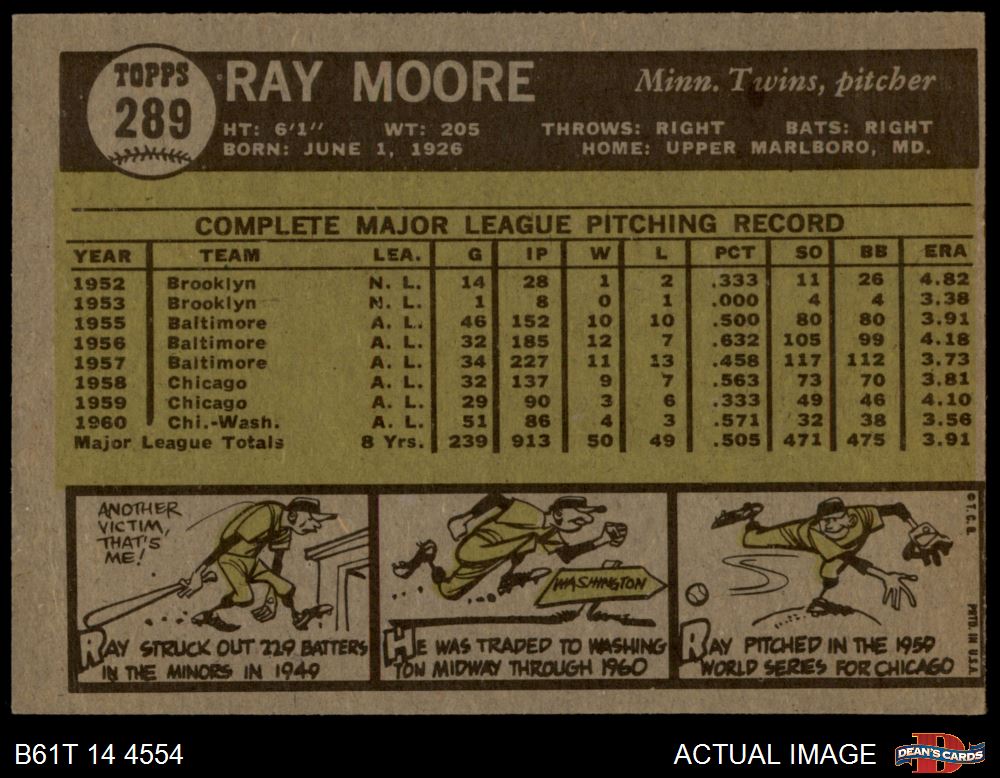 TOPPS
289
RAY MOORE
Minn. Twins, pitcher
HT: 6'1" WT: 205 THROWS: RIGHT BATS: RIGHT
BORN: JUNE 1, 1926 HOME: UPPER MARLBORO, MD.
COMPLETE MAJOR LEAGUE PITCHING RECORD
YEAR TEAM LEA. G IP W L PCT SO BB ERA
1952 Brooklyn N. L. 14 28 1 2 .333 11 26 4.82
1953 Brooklyn N. L. 1 8 0 1 .000 4 4 3.38
1955 Baltimore A. L. 46 152 10 10 .500 80 80 3.91
1956 Baltimore A. L. 32 185 12 7 .632 105 99 4.18
1957 Baltimore A. L. 34 227 11 13 .458 117 112 3.73
1958 Chicago A. L. 32 137 9 7 .563 73 70 3.81
1959 Chicago A. L. 29 90 3 6 .333 49 46 4.10
1960 Chi.-Wash. A. L. 51 86 4 3 .571 32 38 3.56
Major League Totals 8 Yrs. 239 913 50 49 .505 471 475 3.91
ANOTHER
VICTIM,
THAT'S
ME!
RAY STRUCK OUT 229 BATTERS
IN THE MINORS IN 1949
WASHINGTON
HE WAS TRADED TO WASHING
TON MIDWAY THROUGH 1960
RAY PITCHED IN THE 1959
WORLD SERIES FOR CHICAGO
© T.C.G. PRTD. IN U.S.A.
B61T 14 4554
ACTUAL IMAGE
DEAN'S CARDS